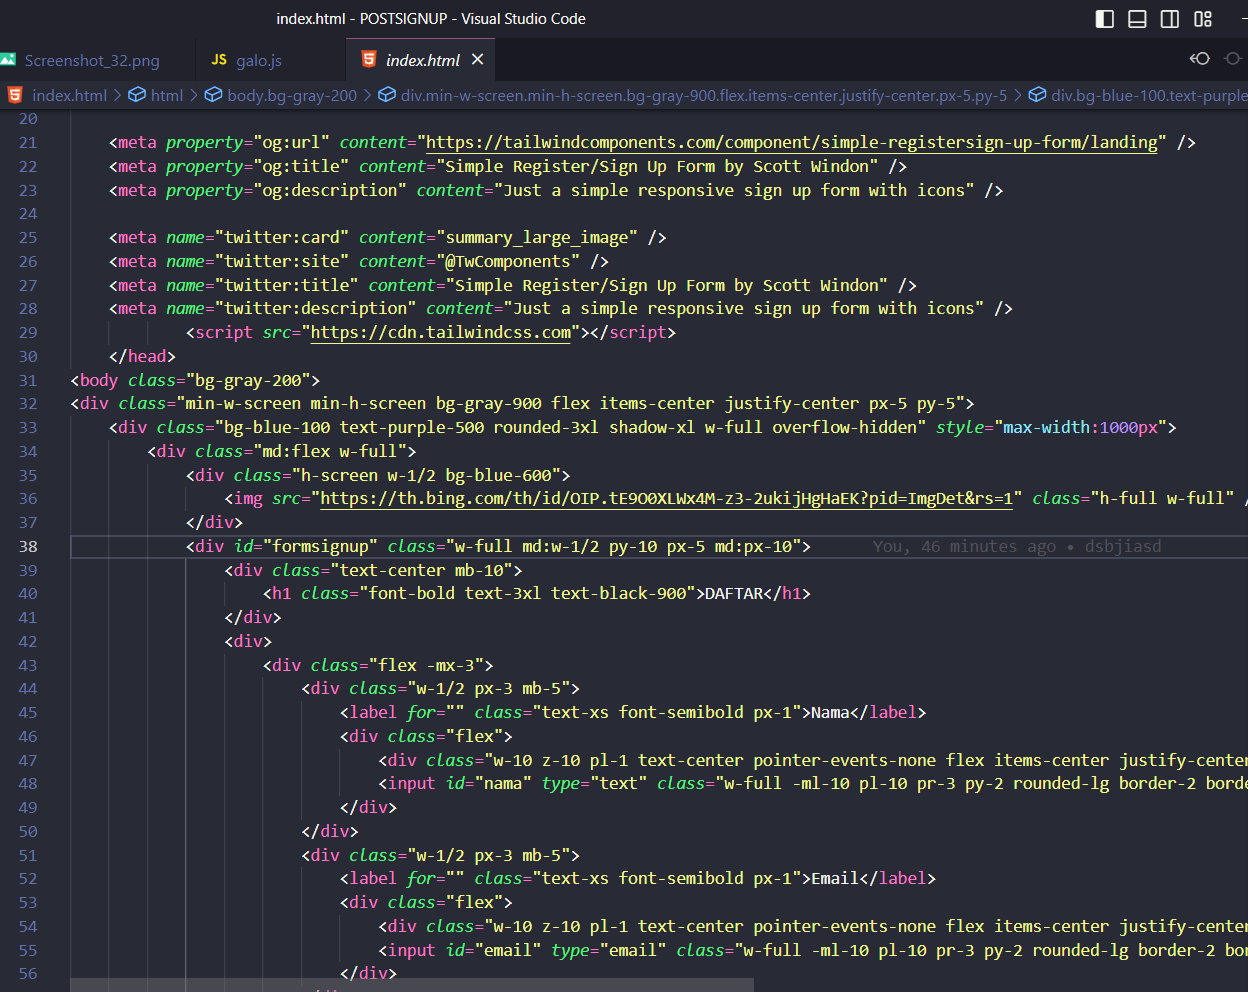 index.html - POSTSIGNUP - Visual Studio Code
Screenshot_32.png JS galo.js index.html
index.html > html > body.bg-gray-200 > div.min-w-screen.min-h-screen.bg-gray-900.flex.items-center.justify-center.px-5.py-5 > div.bg-blue-100.text-purple
20
21 <meta property="og:url" content="https://tailwindcomponents.com/component/simple-registersign-up-form/landing" />
22 <meta property="og:title" content="Simple Register/Sign Up Form by Scott Windon" />
23 <meta property="og:description" content="Just a simple responsive sign up form with icons" />
24
25 <meta name="twitter:card" content="summary_large_image" />
26 <meta name="twitter:site" content="@TwComponents" />
27 <meta name="twitter:title" content="Simple Register/Sign Up Form by Scott Windon" />
28 <meta name="twitter:description" content="Just a simple responsive sign up form with icons" />
29 <script src="https://cdn.tailwindcss.com"></script>
30 </head>
31 <body class="bg-gray-200">
32 <div class="min-w-screen min-h-screen bg-gray-900 flex items-center justify-center px-5 py-5">
33 <div class="bg-blue-100 text-purple-500 rounded-3xl shadow-xl w-full overflow-hidden" style="max-width:1000px">
34 <div class="md:flex w-full">
35 <div class="h-screen w-1/2 bg-blue-600">
36 <img src="https://th.bing.com/th/id/OIP.tE9O0XLWx4M-z3-2ukijHgHaEK?pid=ImgDet&rs=1" class="h-full w-full" /
37 </div>
38 <div id="formsignup" class="w-full md:w-1/2 py-10 px-5 md:px-10"> You, 46 minutes ago • dsbjiasd
39 <div class="text-center mb-10">
40 <h1 class="font-bold text-3xl text-black-900">DAFTAR</h1>
41 </div>
42 <div>
43 <div class="flex -mx-3">
44 <div class="w-1/2 px-3 mb-5">
45 <label for="" class="text-xs font-semibold px-1">Nama</label>
46 <div class="flex">
47 <div class="w-10 z-10 pl-1 text-center pointer-events-none flex items-center justify-center
48 <input id="nama" type="text" class="w-full -ml-10 pl-10 pr-3 py-2 rounded-lg border-2 borde
49 </div>
50 </div>
51 <div class="w-1/2 px-3 mb-5">
52 <label for="" class="text-xs font-semibold px-1">Email</label>
53 <div class="flex">
54 <div class="w-10 z-10 pl-1 text-center pointer-events-none flex items-center justify-center
55 <input id="email" type="email" class="w-full -ml-10 pl-10 pr-3 py-2 rounded-lg border-2 bor
56 </div>